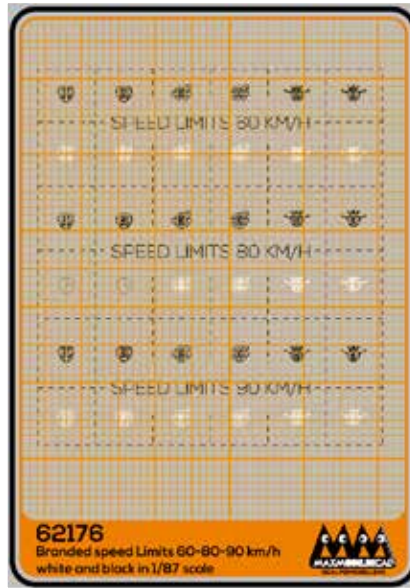 SPEED LIMITS KM/H
SPEED LIMITS 80 KM/H
SPEED LIMITS 90 KM/H
62176
Branded speed Limits 60-80-90 km/h
white and black in 1/87 scale